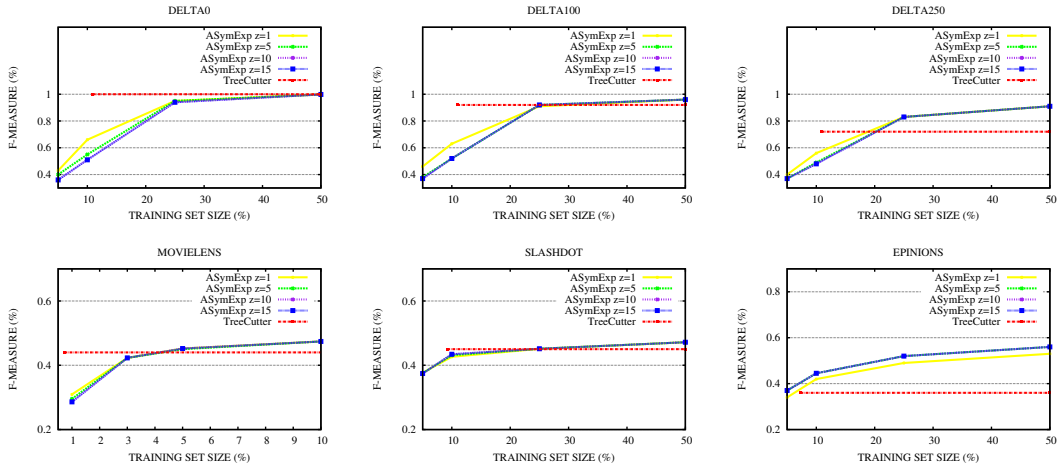 DELTA0
F-MEASURE (%)
1
0.8
0.6
0.4
10
20
30
40
50
TRAINING SET SIZE (%)
ASymExp z=1
ASymExp z=5
ASymExp z=10
ASymExp z=15
TreeCutter
DELTA100
F-MEASURE (%)
1
0.8
0.6
0.4
10
20
30
40
50
TRAINING SET SIZE (%)
ASymExp z=1
ASymExp z=5
ASymExp z=10
ASymExp z=15
TreeCutter
DELTA250
F-MEASURE (%)
1
0.8
0.6
0.4
10
20
30
40
50
TRAINING SET SIZE (%)
ASymExp z=1
ASymExp z=5
ASymExp z=10
ASymExp z=15
TreeCutter
MOVIELENS
F-MEASURE (%)
0.6
0.4
0.2
1
2
3
4
5
6
7
8
9
10
TRAINING SET SIZE (%)
ASymExp z=1
ASymExp z=5
ASymExp z=10
ASymExp z=15
TreeCutter
SLASHDOT
F-MEASURE (%)
0.6
0.4
0.2
10
20
30
40
50
TRAINING SET SIZE (%)
ASymExp z=1
ASymExp z=5
ASymExp z=10
ASymExp z=15
TreeCutter
EPINIONS
F-MEASURE (%)
0.8
0.6
0.4
0.2
10
20
30
40
50
TRAINING SET SIZE (%)
ASymExp z=1
ASymExp z=5
ASymExp z=10
ASymExp z=15
TreeCutter